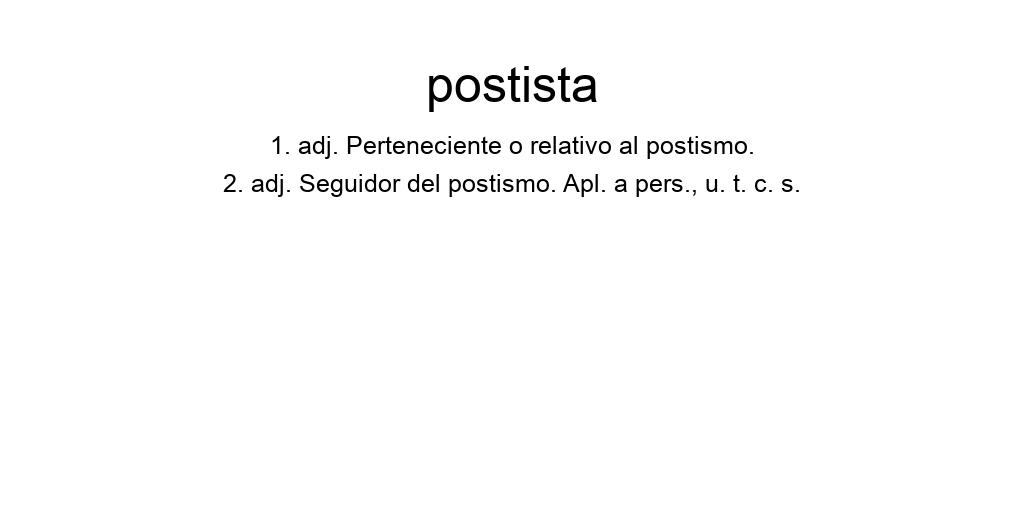 postista
1. adj. Perteneciente o relativo al postismo.
2. adj. Seguidor del postismo. Apl. a pers., u. t. c. s.